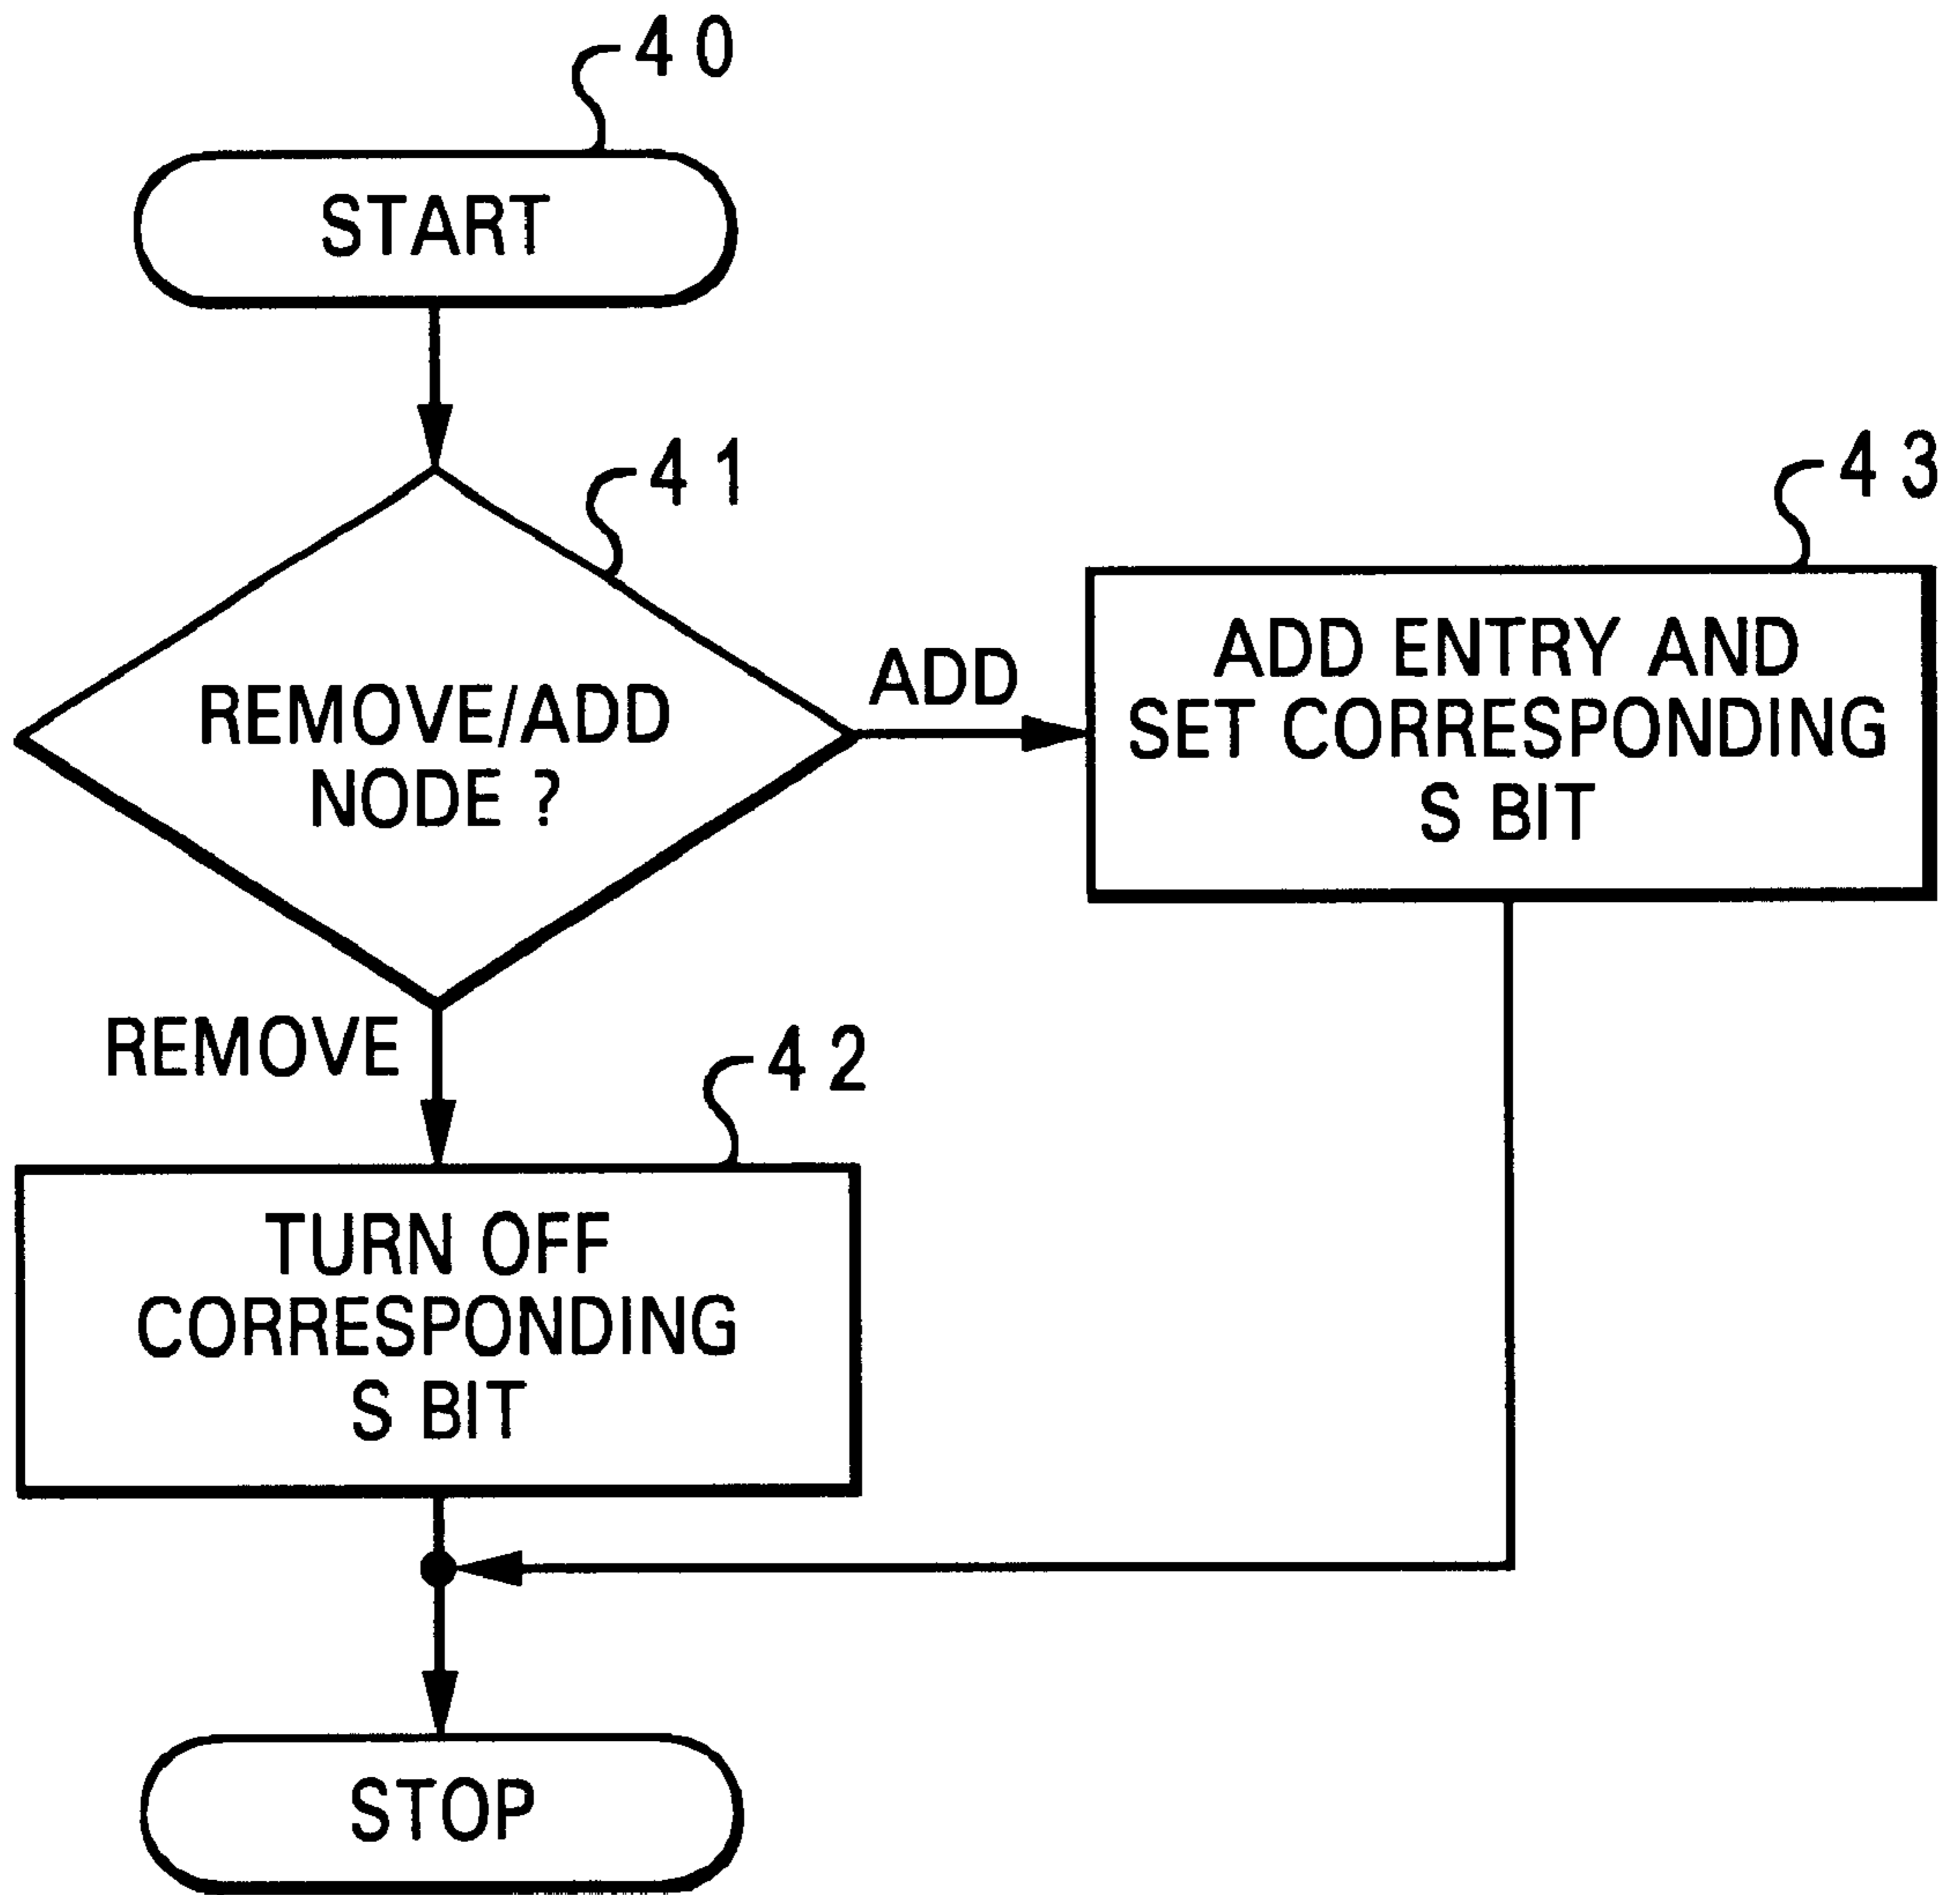 40
START
41
REMOVE/ADD
NODE ?
ADD
43
ADD ENTRY AND
SET CORRESPONDING
S BIT
REMOVE
42
TURN OFF
CORRESPONDING
S BIT
STOP